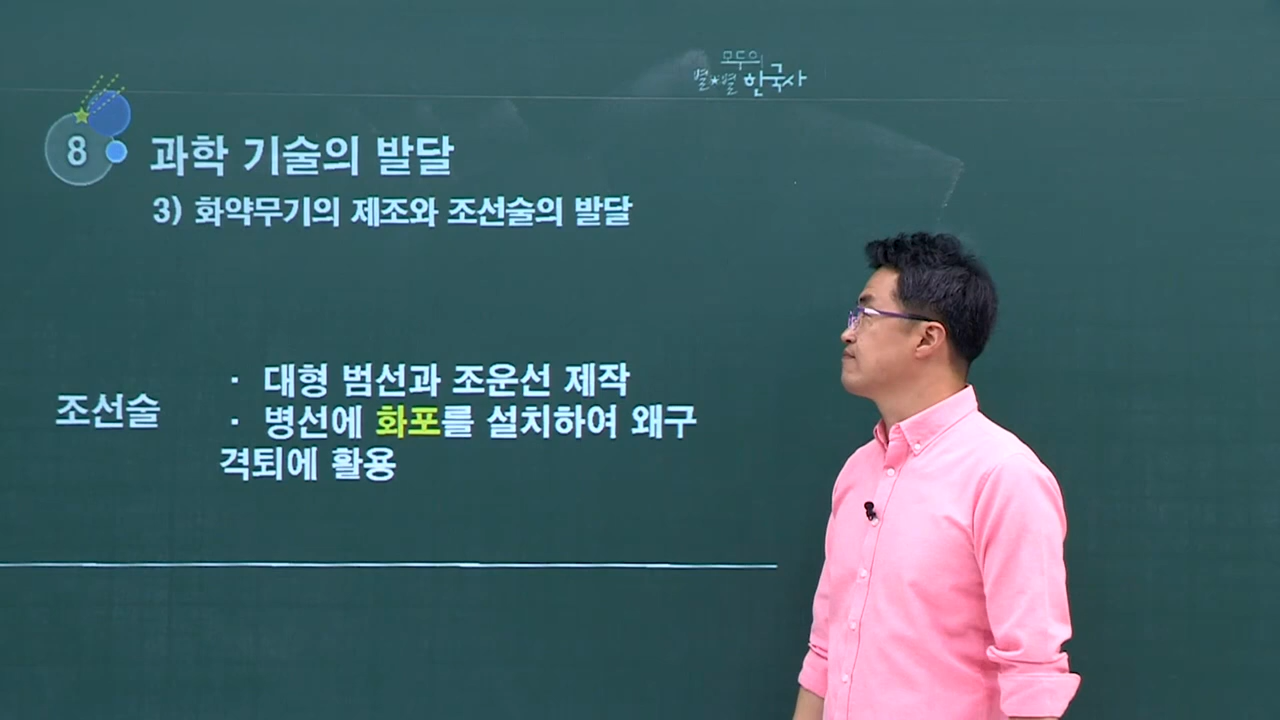 모두의
별★별 한국사
8 과학 기술의 발달
3) 화약무기의 제조와 조선술의 발달
조선술
· 대형 범선과 조운선 제작
· 병선에 화포를 설치하여 왜구
격퇴에 활용